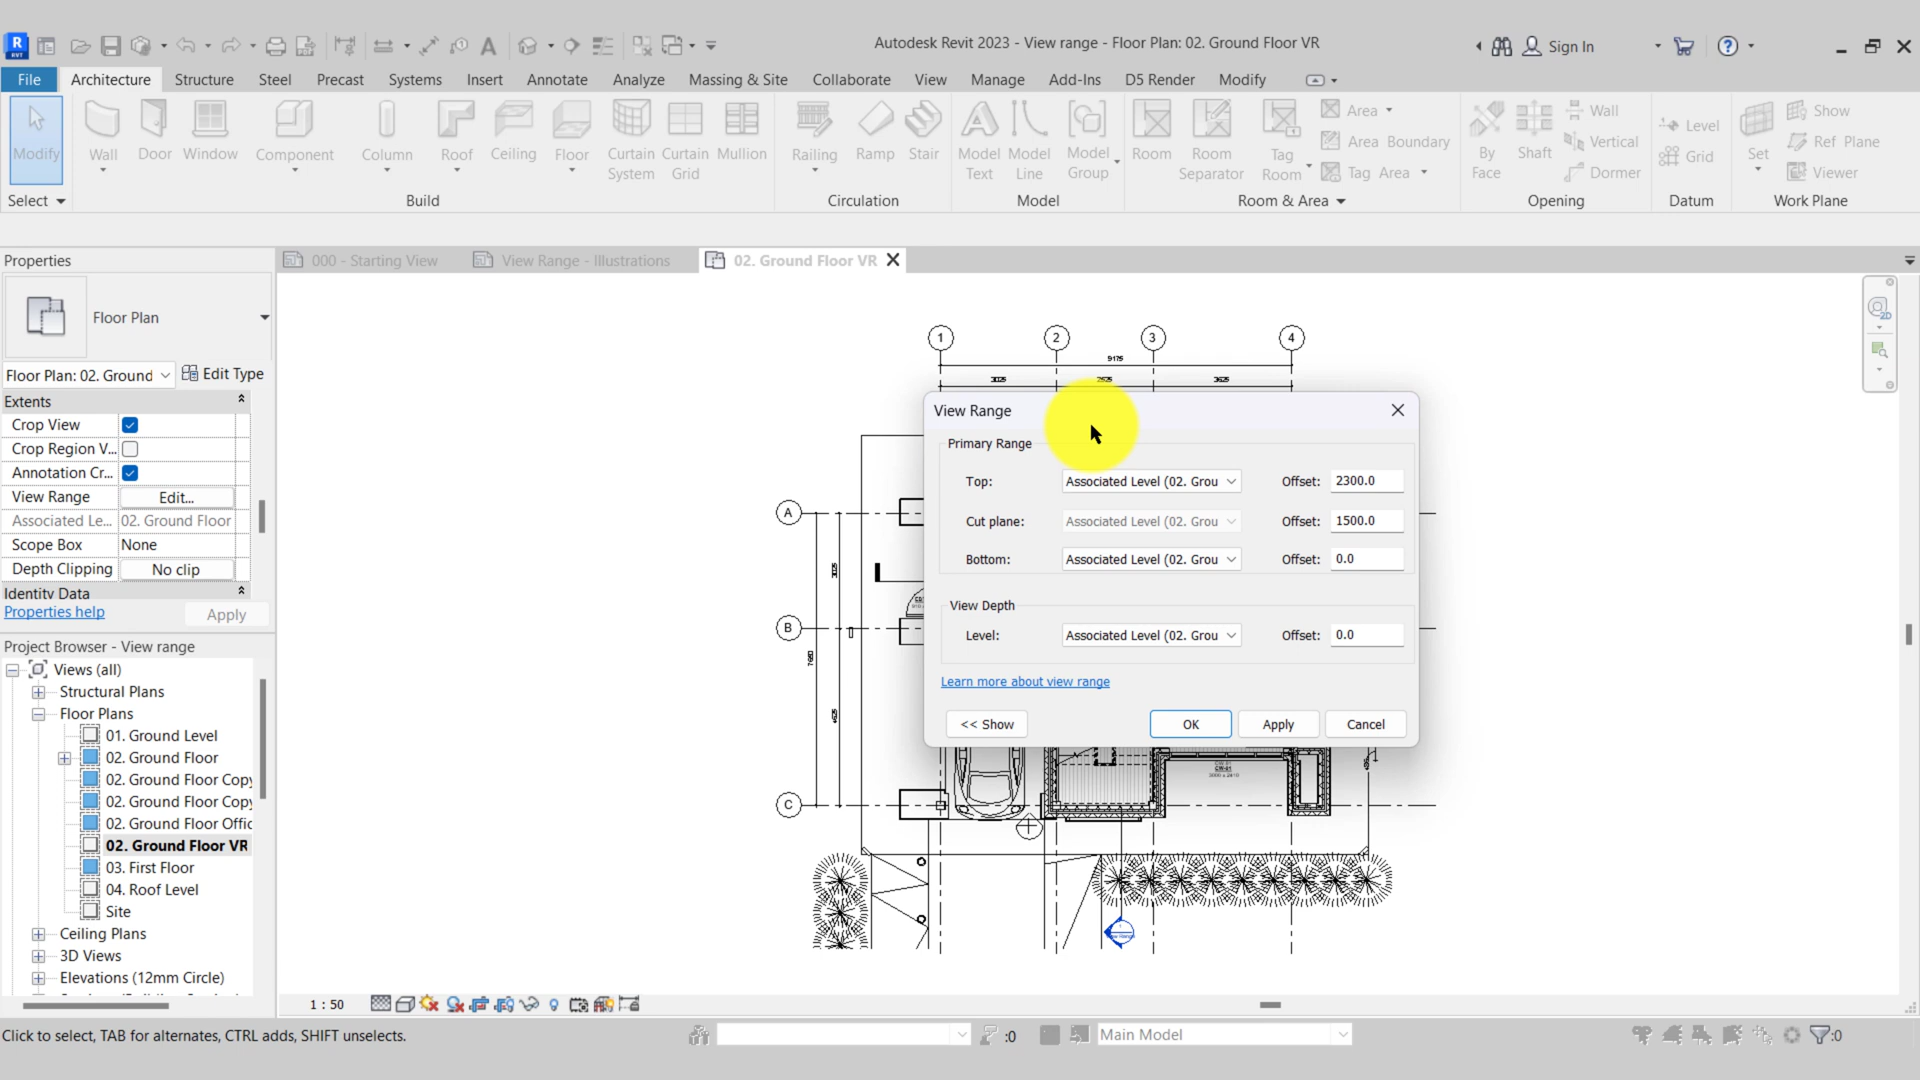 Autodesk Revit 2023 - View range - Floor Plan: 02. Ground Floor VR
Sign In
File
Architecture
Structure
Steel
Precast
Systems
Insert
Annotate
Analyze
Massing & Site
Collaborate
View
Manage
Add-Ins
D5 Render
Modify
Modify
Wall
Door
Window
Component
Column
Roof
Ceiling
Floor
Curtain System
Curtain Grid
Mullion
Railing
Ramp
Stair
Model Text
Model Line
Model Group
Room
Room Separator
Tag Room
Area
Area Boundary
Tag Area
By Face
Shaft
Wall
Vertical
Dormer
Level
Grid
Set
Show
Ref Plane
Viewer
Select
Build
Circulation
Model
Room & Area
Opening
Datum
Work Plane
Properties
000 - Starting View
View Range - Illustrations
02. Ground Floor VR
Floor Plan
Floor Plan: 02. Ground
Edit Type
Extents
Crop View
Crop Region V...
Annotation Cr...
View Range
Edit...
Associated Le...
02. Ground Floor
Scope Box
None
Depth Clipping
No clip
Identity Data
Properties help
Apply
Project Browser - View range
Views (all)
Structural Plans
Floor Plans
01. Ground Level
02. Ground Floor
02. Ground Floor Copy
02. Ground Floor Copy
02. Ground Floor Offic
02. Ground Floor VR
03. First Floor
04. Roof Level
Site
Ceiling Plans
3D Views
Elevations (12mm Circle)
1
2
3
4
9175
3025
3625
A
B
C
View Range
Primary Range
Top:
Associated Level (02. Grou
Offset:
2300.0
Cut plane:
Associated Level (02. Grou
Offset:
1500.0
Bottom:
Associated Level (02. Grou
Offset:
0.0
View Depth
Level:
Associated Level (02. Grou
Offset:
0.0
Learn more about view range
<< Show
OK
Apply
Cancel
1 : 50
Click to select, TAB for alternates, CTRL adds, SHIFT unselects.
:0
Main Model
:0